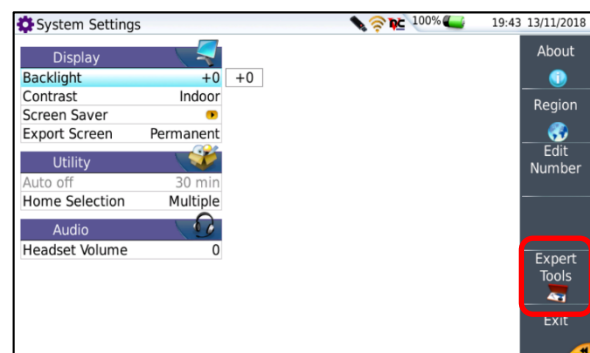 System Settings
100%
19:43 13/11/2018
Display
Backlight +0 +0
Contrast Indoor
Screen Saver
Export Screen Permanent
Utility
Auto off 30 min
Home Selection Multiple
Audio
Headset Volume 0
About
Region
Edit
Number
Expert
Tools
Exit